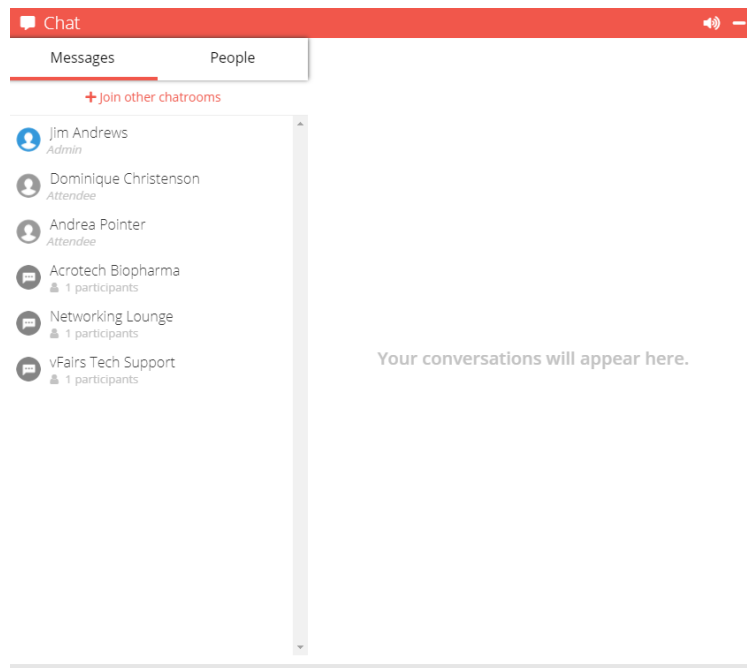 Chat
Messages People
+ Join other chatrooms
Jim Andrews
Admin
Dominique Christenson
Attendee
Andrea Pointer
Attendee
Acrotech Biopharma
1 participants
Networking Lounge
1 participants
vFairs Tech Support
1 participants
Your conversations will appear here.